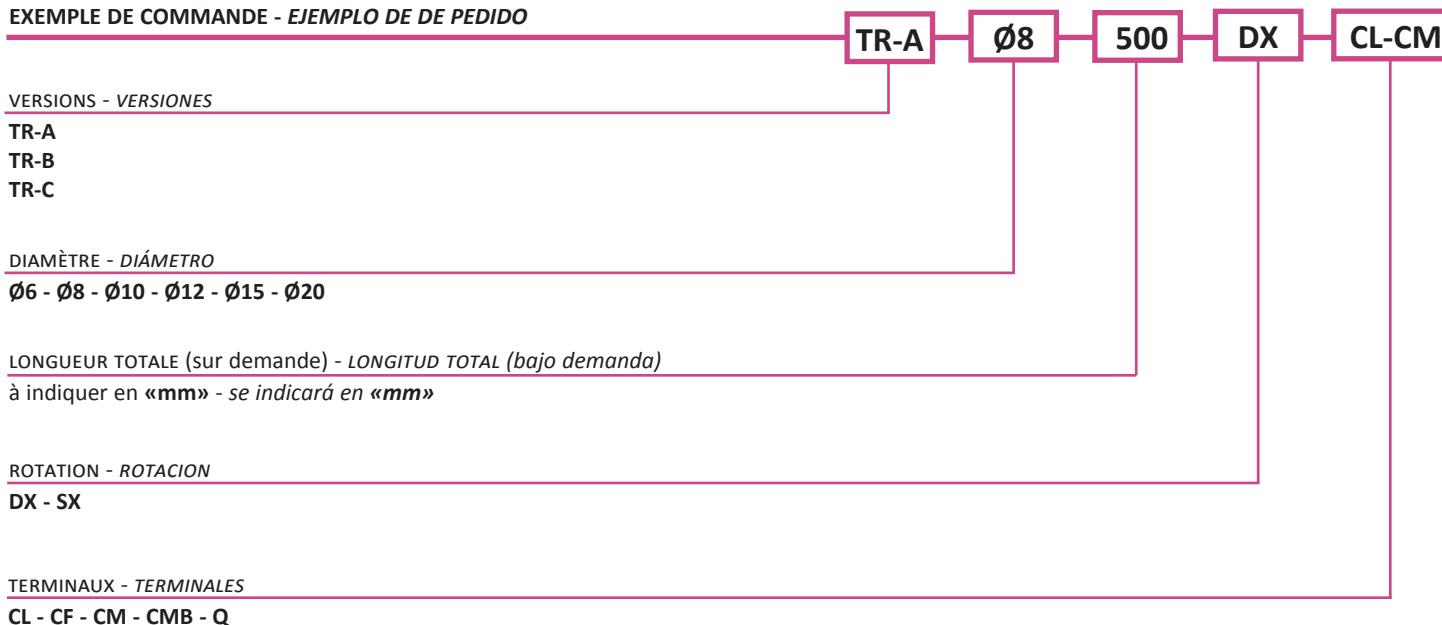 EXEMPLE DE COMMANDE - EJEMPLO DE DE PEDIDO
TR-A Ø8 500 DX CL-CM
VERSIONS - VERSIONES
TR-A
TR-B
TR-C
DIAMÈTRE - DIÁMETRO
Ø6 - Ø8 - Ø10 - Ø12 - Ø15 - Ø20
LONGUEUR TOTALE (sur demande) - LONGITUD TOTAL (bajo demanda)
à indiquer en «mm» - se indicará en «mm»
ROTATION - ROTACION
DX - SX
TERMINAUX - TERMINALES
CL - CF - CM - CMB - Q